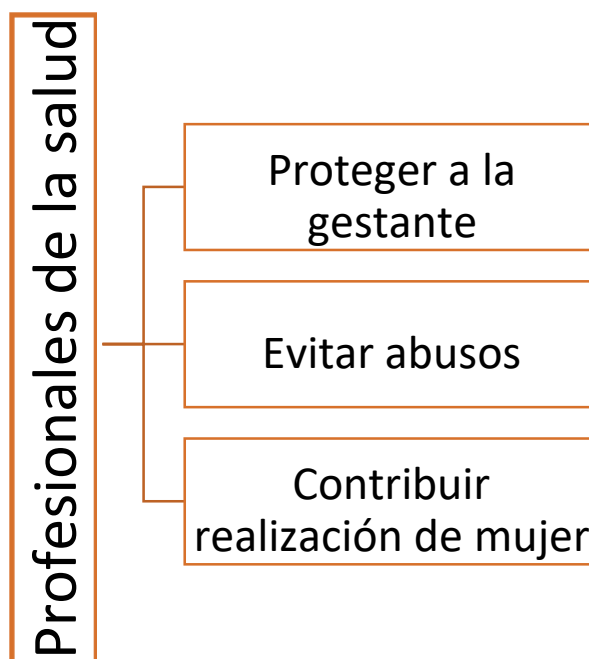 Profesionales de la salud
Proteger a la
gestante
Evitar abusos
Contribuir
realización de mujer